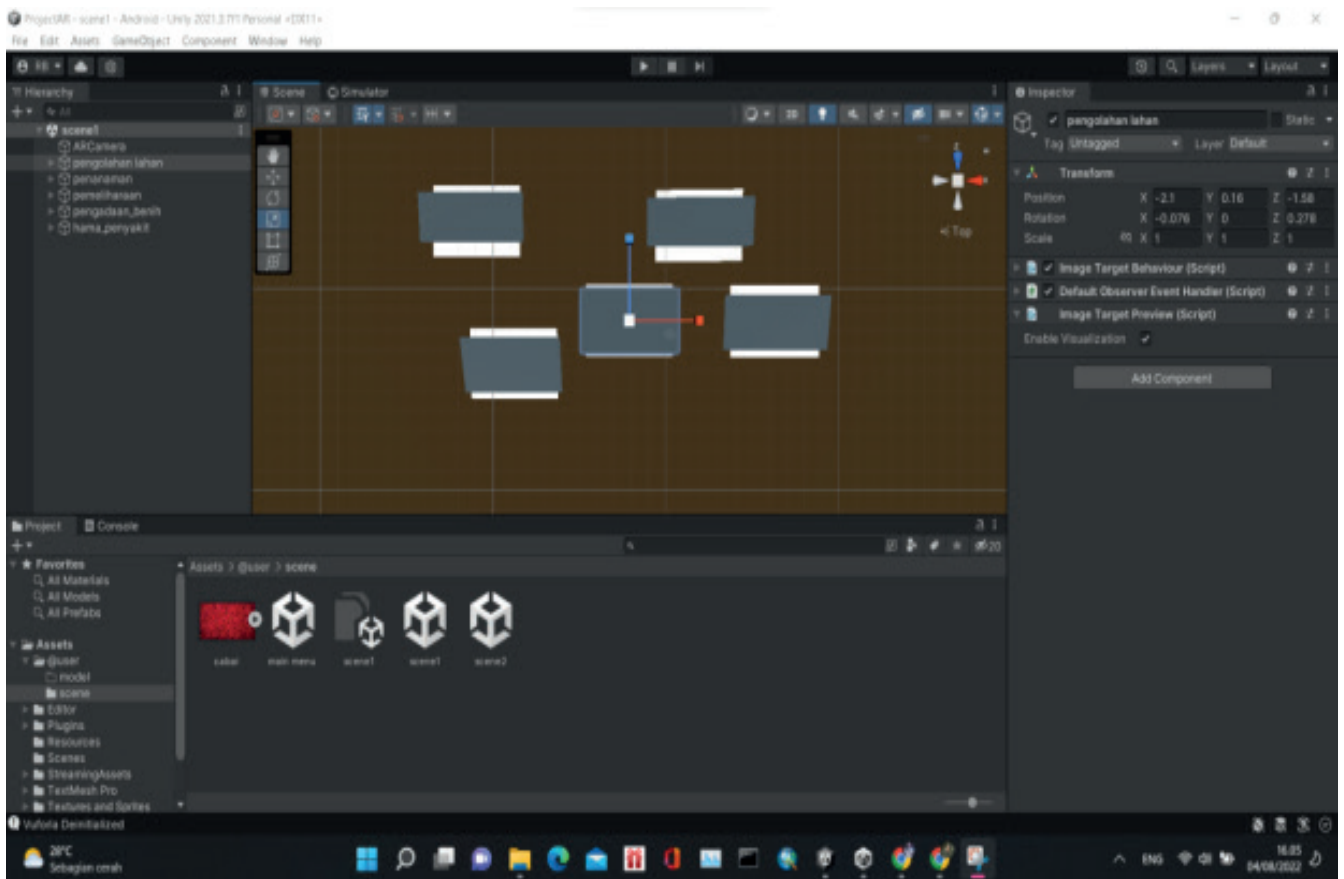 ProjectAR - scene1 - Android - Unity 2021.3.7f1 Personal <DX11>
File Edit Assets GameObject Component Window Help
Layers Layout
Hierarchy
All
scene1
ARCamera
pengolahan lahan
penanaman
pemeliharaan
pengadaan_benih
hama_penyakit
Scene Simulator
2D
z
x
Top
Inspector
pengolahan lahan Static
Tag Untagged Layer Default
Transform
Position X -2.1 Y 0.16 Z -1.58
Rotation X -0.076 Y 0 Z 0.278
Scale X 1 Y 1 Z 1
Image Target Behaviour (Script)
Default Observer Event Handler (Script)
Image Target Preview (Script)
Enable Visualization
Add Component
Project Console
20
Favorites
All Materials
All Models
All Prefabs
Assets
@user
model
scene
Editor
Plugins
Resources
Scenes
StreamingAssets
TextMesh Pro
Textures and Sprites
Assets > @user > scene
cabai main menu scene1 scene1 scene2
Vuforia Deinitialized
28°C
Sebagian cerah
ENG
16.05
04/08/2022